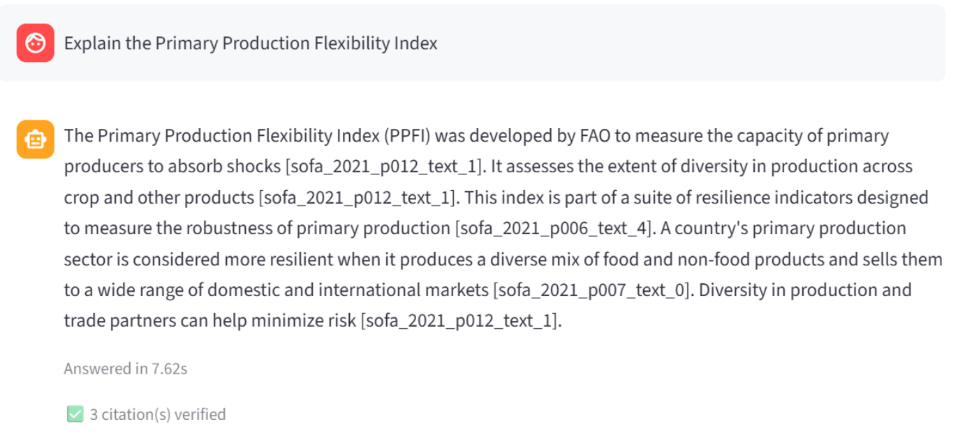 Explain the Primary Production Flexibility Index
The Primary Production Flexibility Index (PPFI) was developed by FAO to measure the capacity of primary
producers to absorb shocks [sofa_2021_p012_text_1]. It assesses the extent of diversity in production across
crop and other products [sofa_2021_p012_text_1]. This index is part of a suite of resilience indicators designed
to measure the robustness of primary production [sofa_2021_p006_text_4]. A country's primary production
sector is considered more resilient when it produces a diverse mix of food and non-food products and sells them
to a wide range of domestic and international markets [sofa_2021_p007_text_0]. Diversity in production and
trade partners can help minimize risk [sofa_2021_p012_text_1].
Answered in 7.62s
3 citation(s) verified